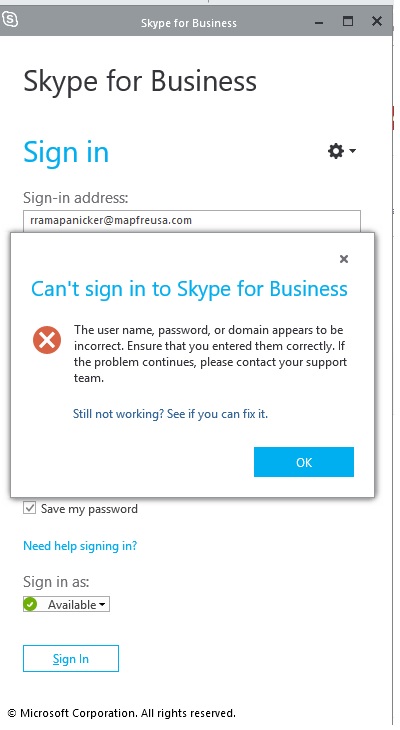 Skype for Business
Skype for Business
Sign in
Sign-in address:
rramapanicker@mapfreusa.com
Can't sign in to Skype for Business
The user name, password, or domain appears to be
incorrect. Ensure that you entered them correctly. If
the problem continues, please contact your support
team.
Still not working? See if you can fix it.
OK
Save my password
Need help signing in?
Sign in as:
Available
Sign In
© Microsoft Corporation. All rights reserved.